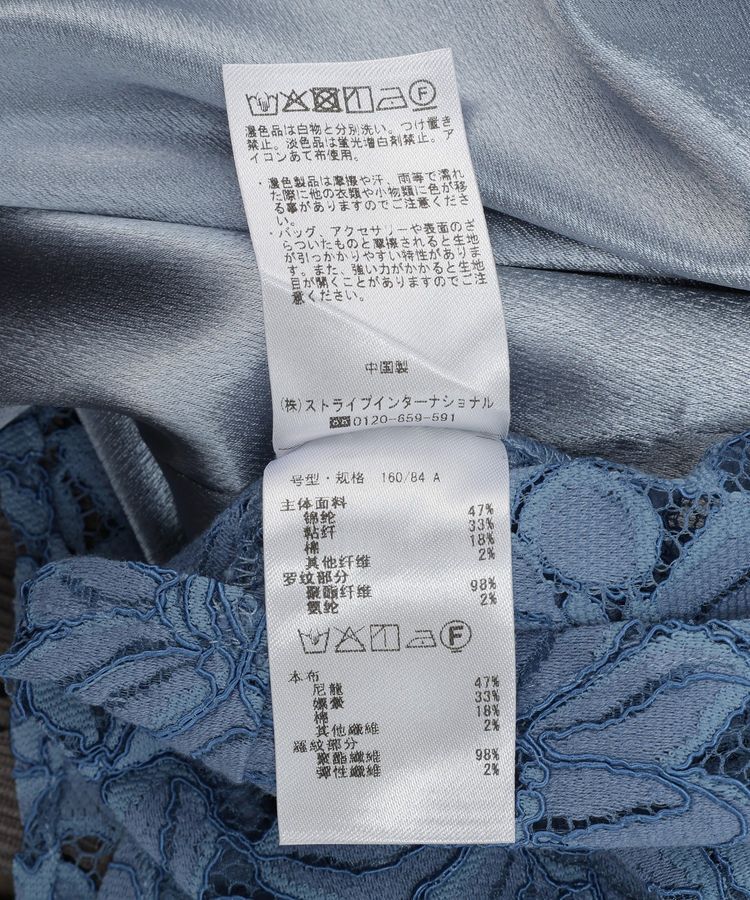 F
濃色品は白物と分別洗い。つけ置き
禁止。淡色品は蛍光増白剤禁止。ア
イコンあて布使用。
・濃色製品は摩擦や汗、雨等で濡れ
た際に他の衣類や小物類に色が移
る事がありますのでご注意くださ
い。
・バッグ、アクセサリーや表面のざ
らついたものと摩擦されると生地
が引っかかりやすい特性がありま
す。また、強い力がかかると生地
目が開くことがありますのでご注
意ください。
中国製
(株)ストライプインターナショナル
0120-659-591
号型·规格 160/84 A
主体面料
锦纶 47%
粘纤 33%
棉 18%
其他纤维 2%
罗纹部分
聚酯纤维 98%
氨纶 2%
F
本布
尼龍 47%
嫘縈 33%
棉 18%
其他纖維 2%
羅紋部分
聚酯纖維 98%
彈性纖維 2%